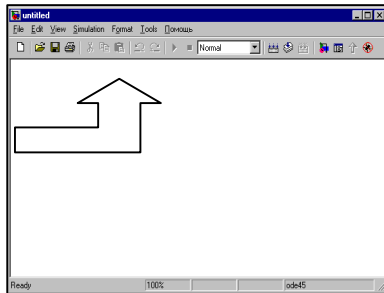 untitled
File Edit View Simulation Format Tools Помощь
Normal
Ready 100% ode45